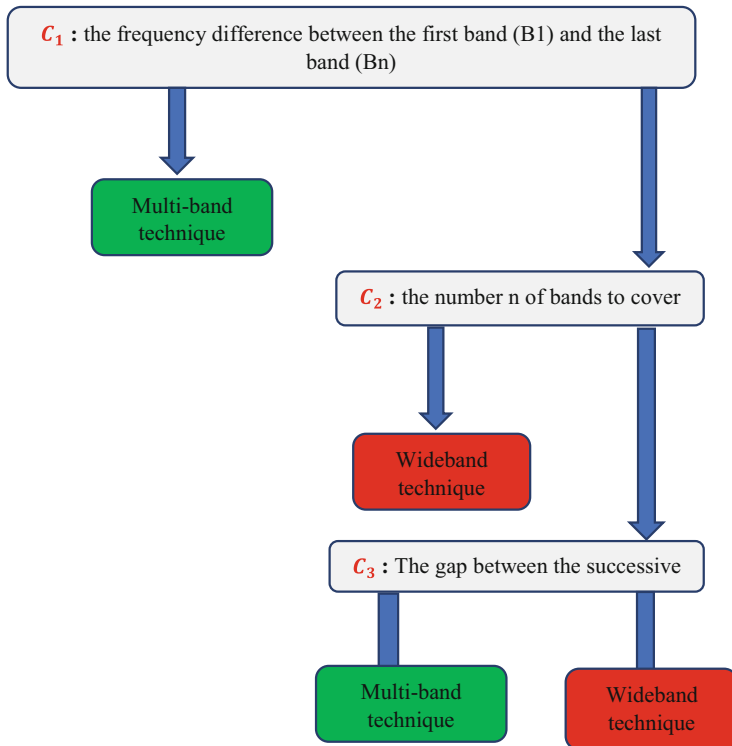 C₁ : the frequency difference between the first band (B1) and the last
band (Bn)
Multi-band
technique
C₂ : the number n of bands to cover
Wideband
technique
C₃ : The gap between the successive
Multi-band
technique
Wideband
technique